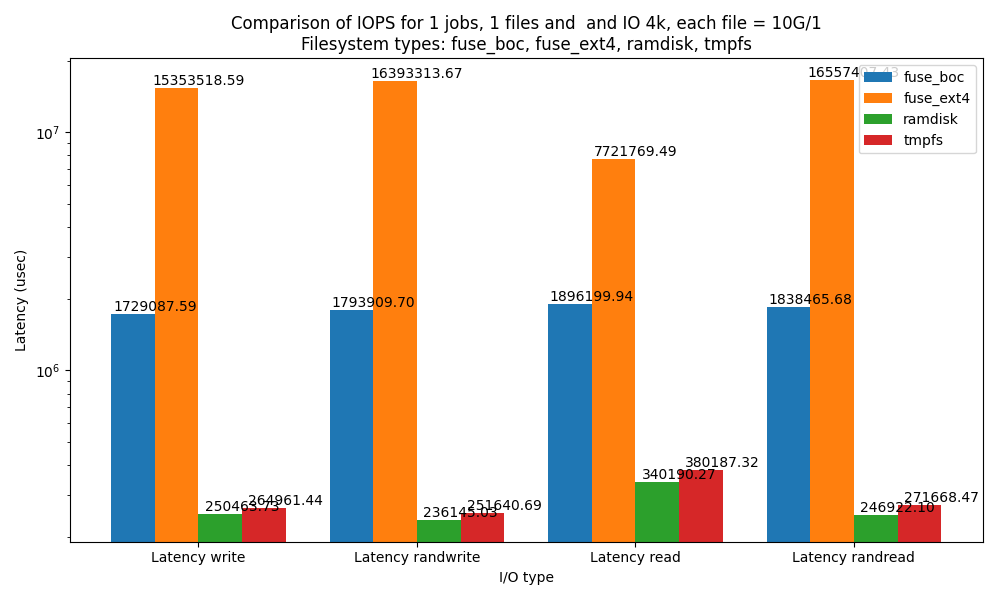 Comparison of IOPS for 1 jobs, 1 files and  and IO 4k, each file = 10G/1
Filesystem types: fuse_boc, fuse_ext4, ramdisk, tmpfs
fuse_boc
fuse_ext4
ramdisk
tmpfs
Latency (usec)
10^7
10^6
1729087.59
15353518.59
250463.73
264961.44
1793909.70
16393313.67
236145.03
251640.69
1896199.94
7721769.49
340190.27
380187.32
1838465.68
246922.10
271668.47
Latency write
Latency randwrite
Latency read
Latency randread
I/O type